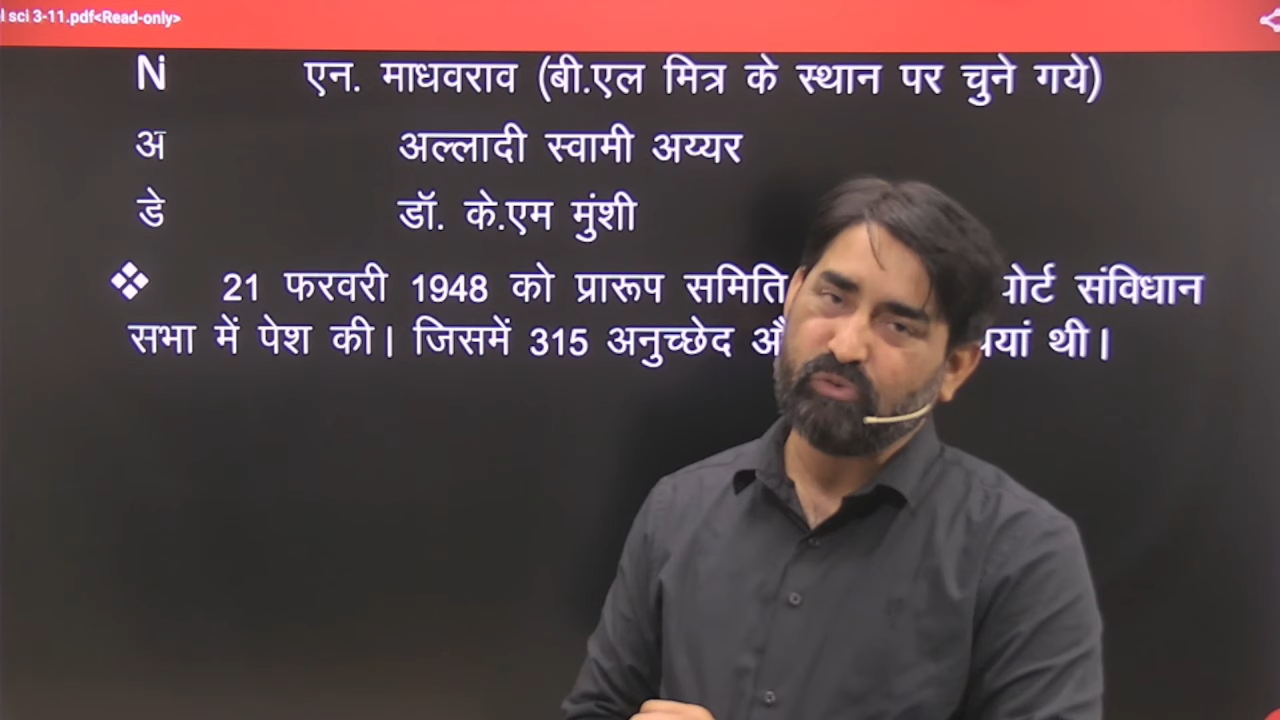 l sci 3-11.pdf<Read-only>
N एन. माधवराव (बी.एल मित्र के स्थान पर चुने गये)
अ अल्लादी स्वामी अय्यर
डे डॉ. के.एम मुंशी
❖ 21 फरवरी 1948 को प्रारूप समिति संविधान
सभा में पेश की। जिसमें 315 अनुच्छेद थी।